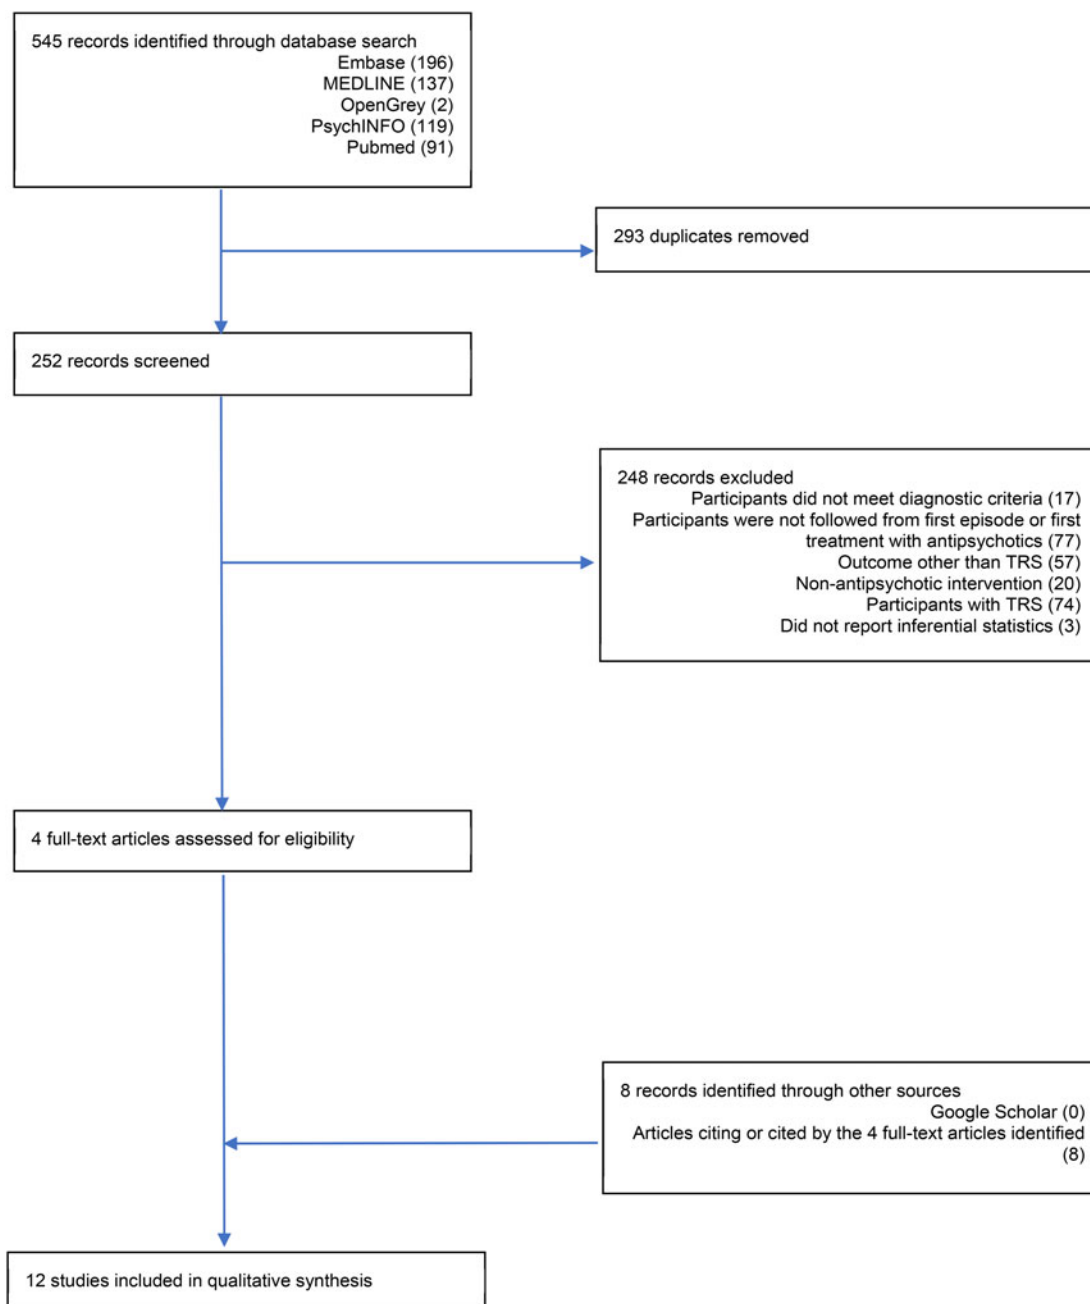 545 records identified through database search
Embase (196)
MEDLINE (137)
OpenGrey (2)
PsychINFO (119)
Pubmed (91)
293 duplicates removed
252 records screened
248 records excluded
Participants did not meet diagnostic criteria (17)
Participants were not followed from first episode or first
treatment with antipsychotics (77)
Outcome other than TRS (57)
Non-antipsychotic intervention (20)
Participants with TRS (74)
Did not report inferential statistics (3)
4 full-text articles assessed for eligibility
8 records identified through other sources
Google Scholar (0)
Articles citing or cited by the 4 full-text articles identified
(8)
12 studies included in qualitative synthesis